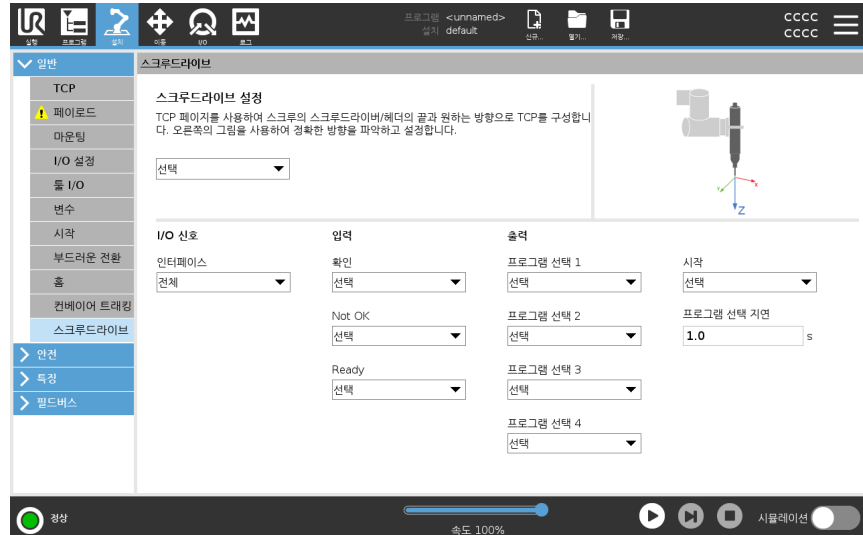 UR
실행
프로그램
설치
이동
I/O
로그
프로그램 <unnamed>
설치 default
신규...
열기...
저장...
cccc
cccc
일반
스크루드라이브
TCP
페이로드
마운팅
I/O 설정
툴 I/O
변수
시작
부드러운 전환
홈
컨베이어 트래킹
스크루드라이브
안전
특징
필드버스
스크루드라이브 설정
TCP 페이지를 사용하여 스크루의 스크루드라이버/헤더의 끝과 원하는 방향으로 TCP를 구성합니
다. 오른쪽의 그림을 사용하여 정확한 방향을 파악하고 설정합니다.
선택
Y
X
Z
I/O 신호
입력
출력
인터페이스
확인
프로그램 선택 1
시작
전체
선택
선택
선택
Not OK
프로그램 선택 2
프로그램 선택 지연
선택
선택
1.0
s
Ready
프로그램 선택 3
선택
선택
프로그램 선택 4
선택
정상
속도 100%
시뮬레이션